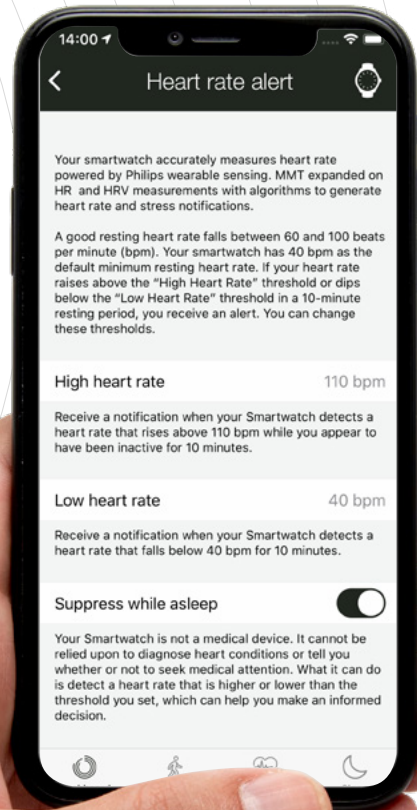 14:00
Heart rate alert
Your smartwatch accurately measures heart rate
powered by Philips wearable sensing. MMT expanded on
HR and HRV measurements with algorithms to generate
heart rate and stress notifications.
A good resting heart rate falls between 60 and 100 beats
per minute (bpm). Your smartwatch has 40 bpm as the
default minimum resting heart rate. If your heart rate
raises above the “High Heart Rate” threshold or dips
below the “Low Heart Rate” threshold in a 10-minute
resting period, you receive an alert. You can change
these thresholds.
High heart rate 110 bpm
Receive a notification when your Smartwatch detects a
heart rate that rises above 110 bpm while you appear to
have been inactive for 10 minutes.
Low heart rate 40 bpm
Receive a notification when your Smartwatch detects a
heart rate that falls below 40 bpm for 10 minutes.
Suppress while asleep
Your Smartwatch is not a medical device. It cannot be
relied upon to diagnose heart conditions or tell you
whether or not to seek medical attention. What it can do
is detect a heart rate that is higher or lower than the
threshold you set, which can help you make an informed
decision.